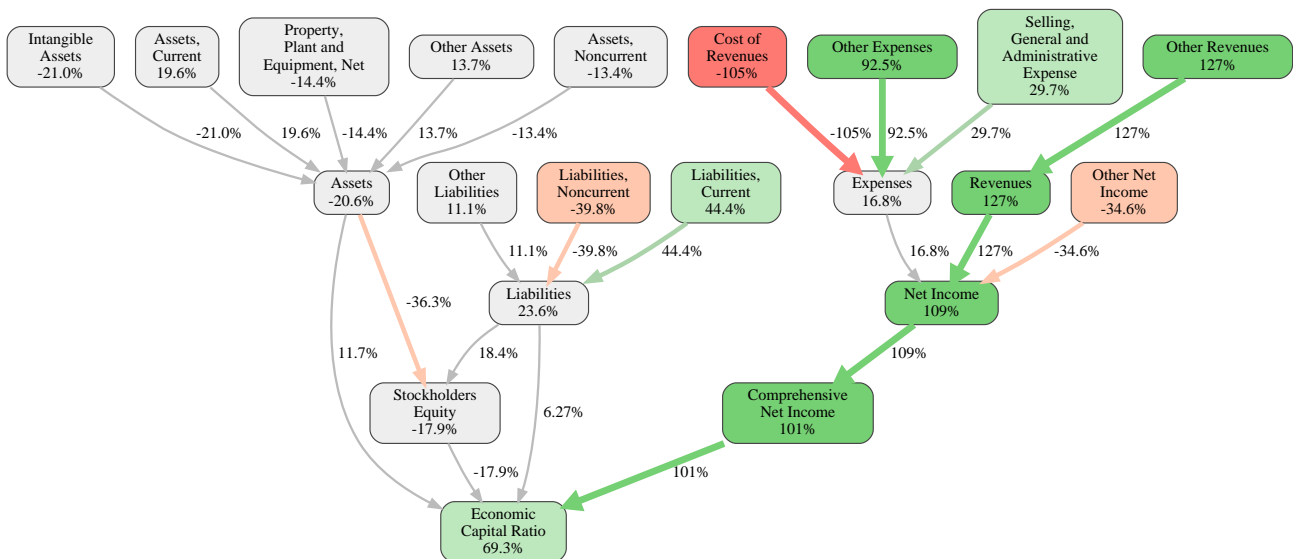 Intangible
Assets
-21.0%
Assets,
Current
19.6%
Property,
Plant and
Equipment, Net
-14.4%
Other Assets
13.7%
Assets,
Noncurrent
-13.4%
Cost of
Revenues
-105%
Other Expenses
92.5%
Selling,
General and
Administrative
Expense
29.7%
Other Revenues
127%
-21.0%
19.6%
-14.4%
13.7%
-13.4%
-105%
92.5%
29.7%
127%
Assets
-20.6%
Other
Liabilities
11.1%
Liabilities,
Noncurrent
-39.8%
Liabilities,
Current
44.4%
Expenses
16.8%
Revenues
127%
Other Net
Income
-34.6%
11.1%
-39.8%
44.4%
16.8%
127%
-34.6%
-36.3%
Liabilities
23.6%
Net Income
109%
11.7%
18.4%
109%
Stockholders
Equity
-17.9%
6.27%
Comprehensive
Net Income
101%
-17.9%
101%
Economic
Capital Ratio
69.3%